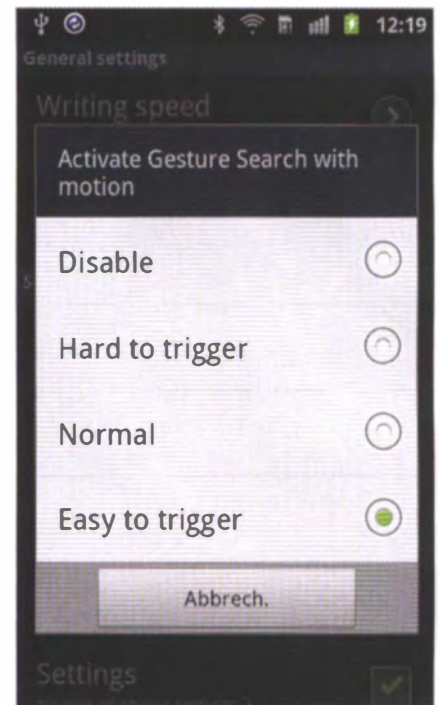 12:19
General settings
Writing speed
Activate Gesture Search with
motion
Disable
Hard to trigger
Normal
Easy to trigger
Abbrech.
Settings